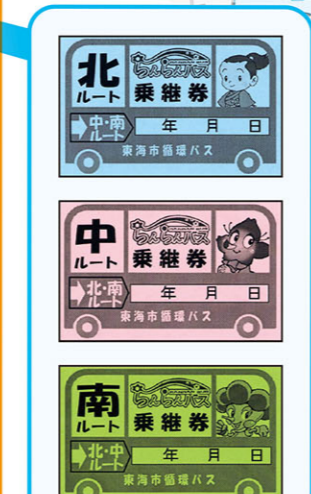 北
ルート
らんらんバス
乗継券
中・南
ルート
年 月 日
東海市循環バス
中
ルート
らんらんバス
乗継券
北・南
ルート
年 月 日
東海市循環バス
南
ルート
らんらんバス
乗継券
北・中
ルート
年 月 日
東海市循環バス